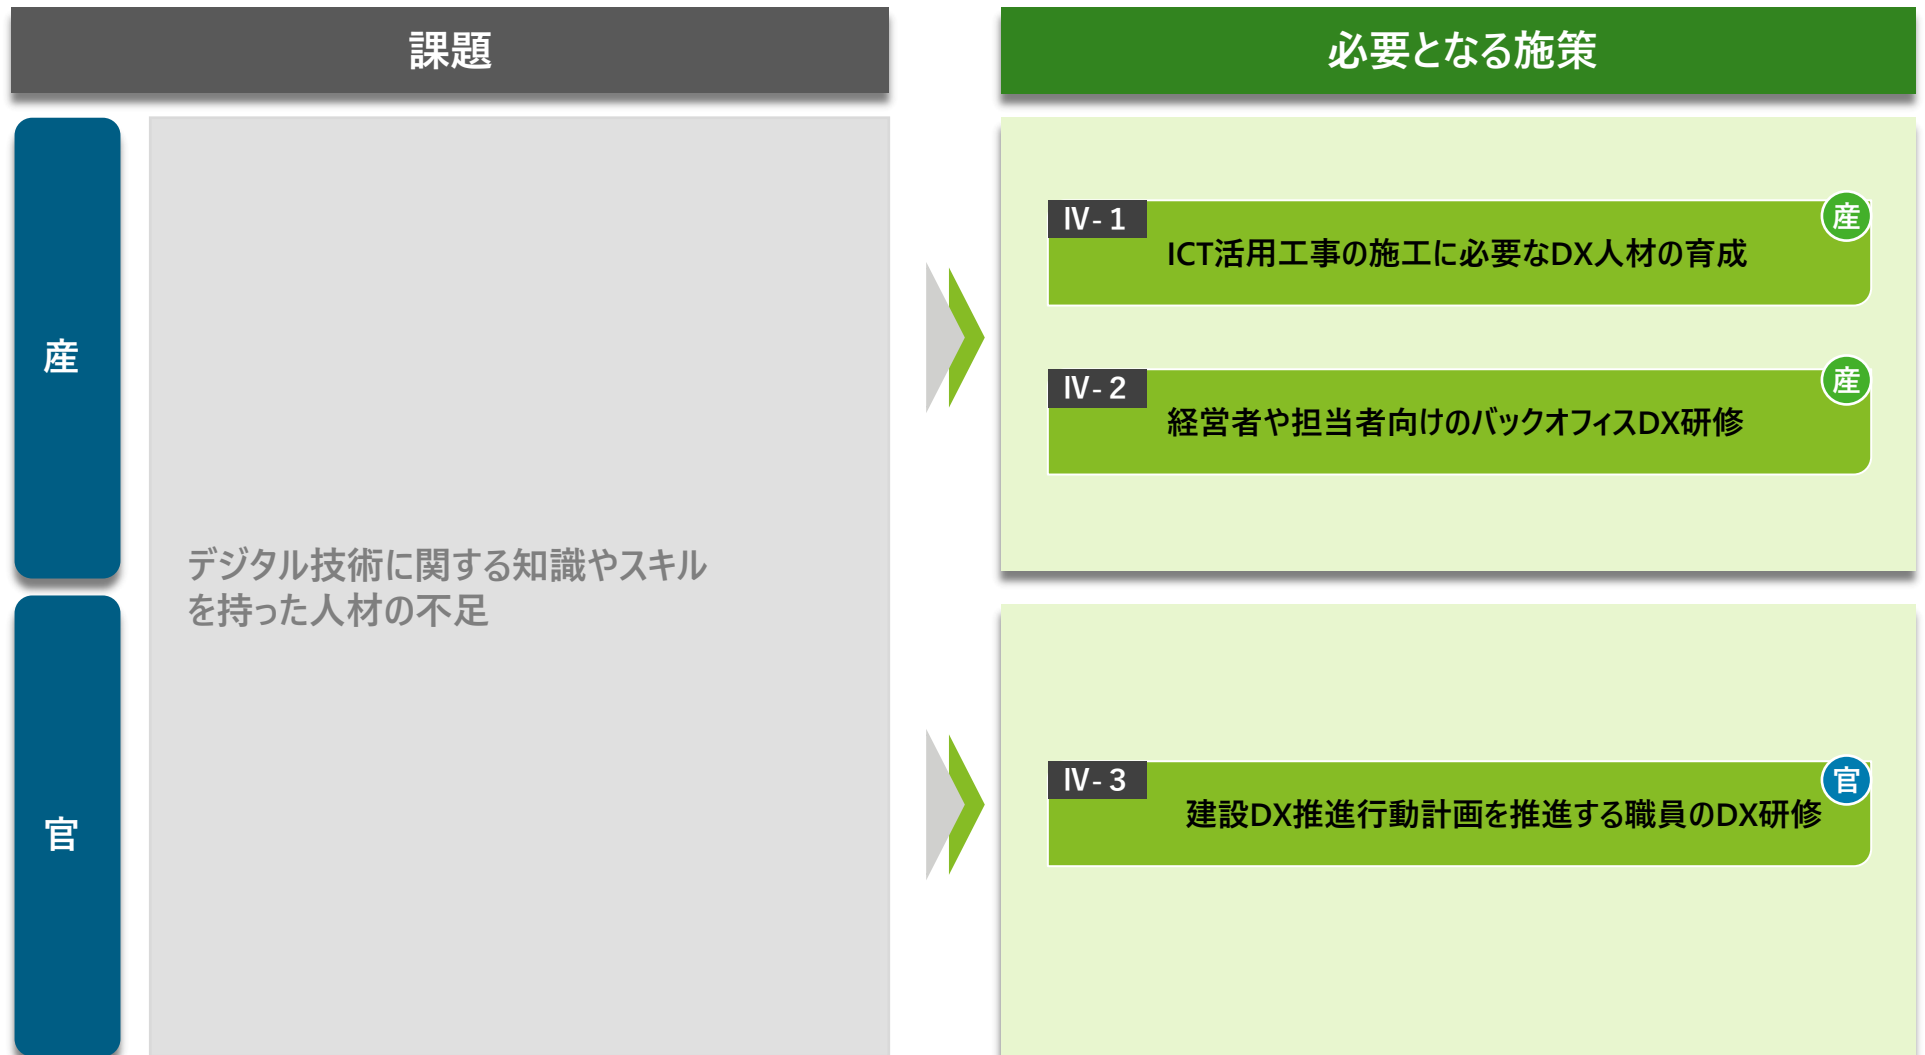 課題
必要となる施策
産
デジタル技術に関する知識やスキル
を持った人材の不足
Ⅳ-１
産
ICT活用工事の施工に必要なDX人材の育成
Ⅳ-２
産
経営者や担当者向けのバックオフィスDX研修
官
Ⅳ-３
官
建設DX推進行動計画を推進する職員のDX研修